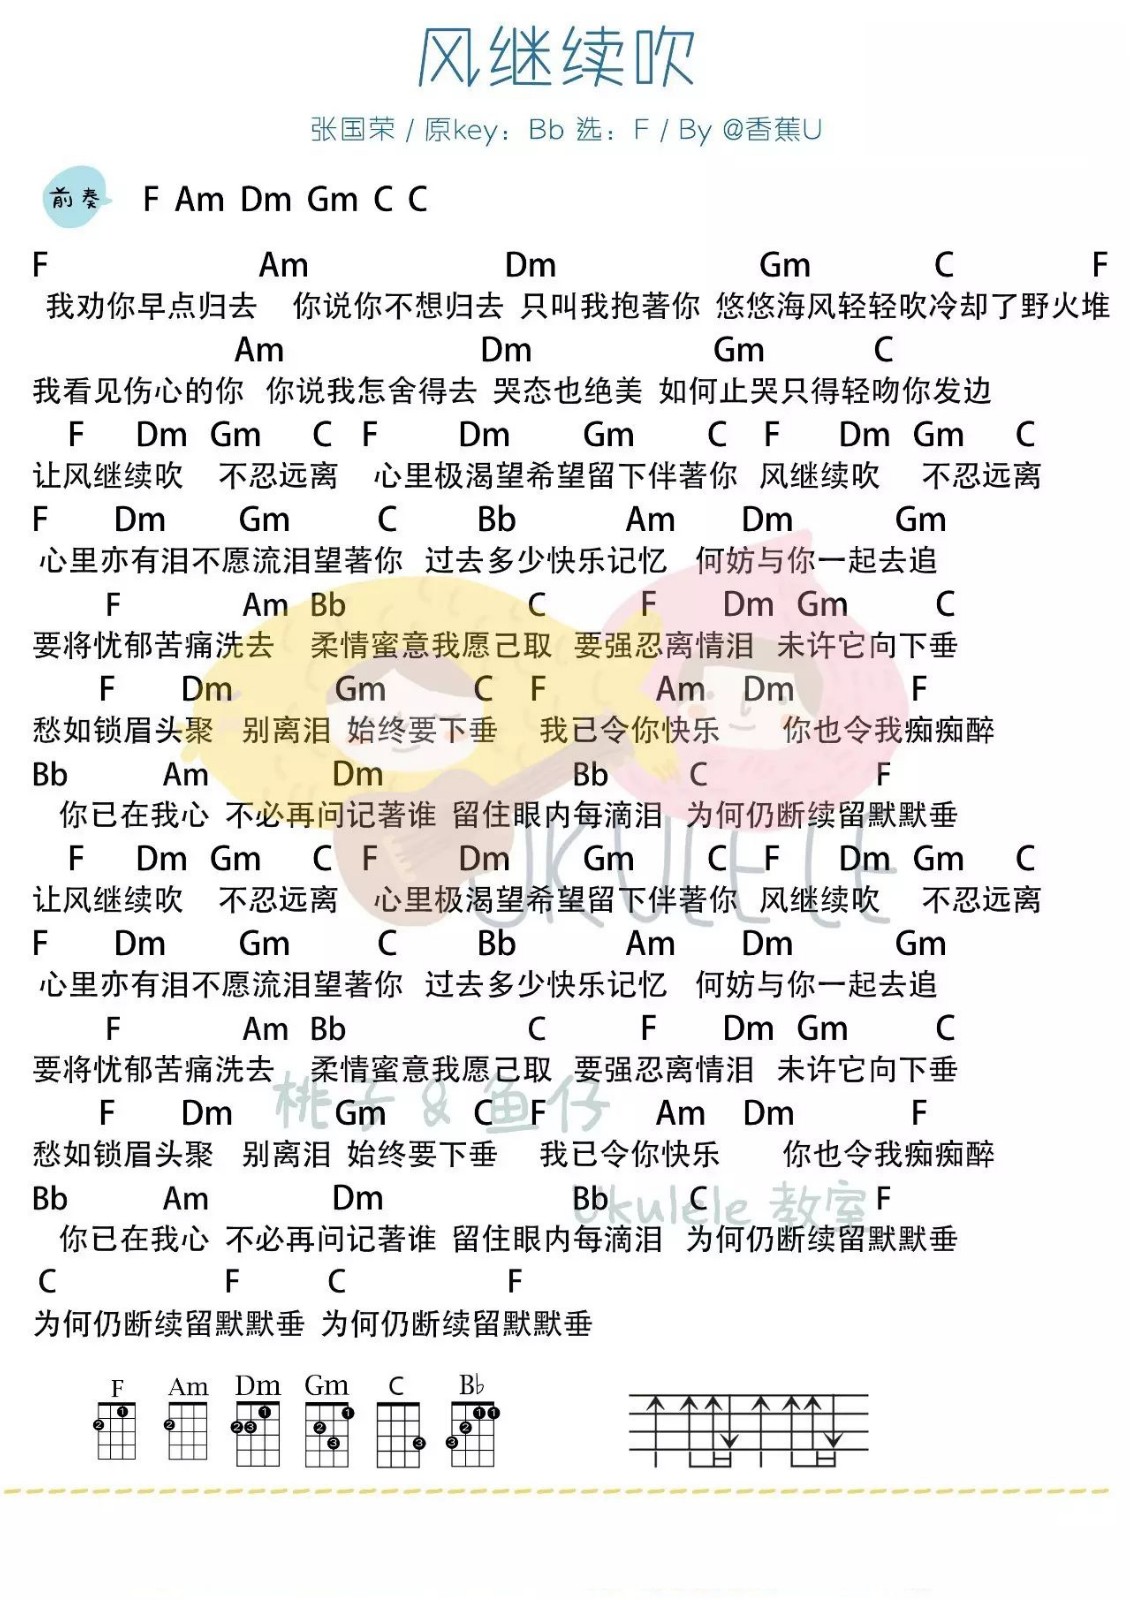 风继续吹
张国荣 / 原key：Bb 选：F / By @香蕉U
前奏 F Am Dm Gm C C
F Am Dm Gm C F
我劝你早点归去 你说你不想归去 只叫我抱著你 悠悠海风轻轻吹冷却了野火堆
Am Dm Gm C
我看见伤心的你 你说我怎舍得去 哭态也绝美 如何止哭只得轻吻你发边
F Dm Gm C F Dm Gm C F Dm Gm C
让风继续吹 不忍远离 心里极渴望希望留下伴著你 风继续吹 不忍远离
F Dm Gm C Bb Am Dm Gm
心里亦有泪不愿流泪望著你 过去多少快乐记忆 何妨与你一起去追
F Am Bb C F Dm Gm C
要将忧郁苦痛洗去 柔情蜜意我愿己取 要强忍离情泪 未许它向下垂
F Dm Gm C F Am Dm F
愁如锁眉头聚 别离泪 始终要下垂 我已令你快乐 你也令我痴痴醉
Bb Am Dm Bb C F
你已在我心 不必再问记著谁 留住眼内每滴泪 为何仍断续留默默垂
F Dm Gm C F Dm Gm C F Dm Gm C
让风继续吹 不忍远离 心里极渴望希望留下伴著你 风继续吹 不忍远离
F Dm Gm C Bb Am Dm Gm
心里亦有泪不愿流泪望著你 过去多少快乐记忆 何妨与你一起去追
F Am Bb C F Dm Gm C
要将忧郁苦痛洗去 柔情蜜意我愿己取 要强忍离情泪 未许它向下垂
F Dm Gm C F Am Dm F
愁如锁眉头聚 别离泪 始终要下垂 我已令你快乐 你也令我痴痴醉
Bb Am Dm Bb C F
你已在我心 不必再问记著谁 留住眼内每滴泪 为何仍断续留默默垂
C F C F
为何仍断续留默默垂 为何仍断续留默默垂
F Am Dm Gm C B♭
2 1 2 2 3 1 2 3 1 3 3 2 1 1
UKULELE
桃子 & 鱼仔
Ukulele 教室